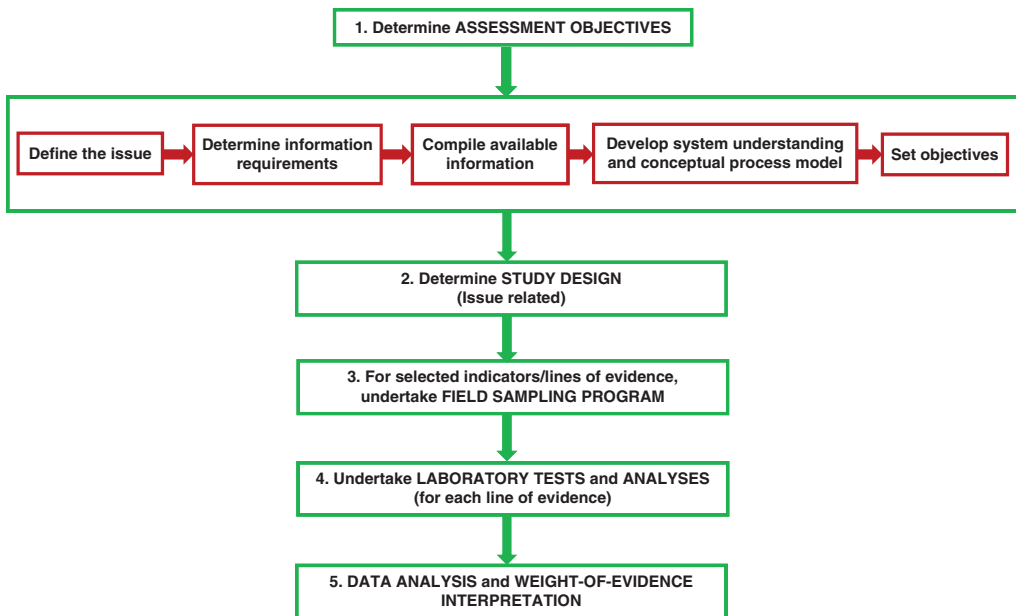 1. Determine ASSESSMENT OBJECTIVES
Define the issue
Determine information
requirements
Compile available
information
Develop system understanding
and conceptual process model
Set objectives
2. Determine STUDY DESIGN
(Issue related)
3. For selected indicators/lines of evidence,
undertake FIELD SAMPLING PROGRAM
4. Undertake LABORATORY TESTS and ANALYSES
(for each line of evidence)
5. DATA ANALYSIS and WEIGHT-OF-EVIDENCE
INTERPRETATION